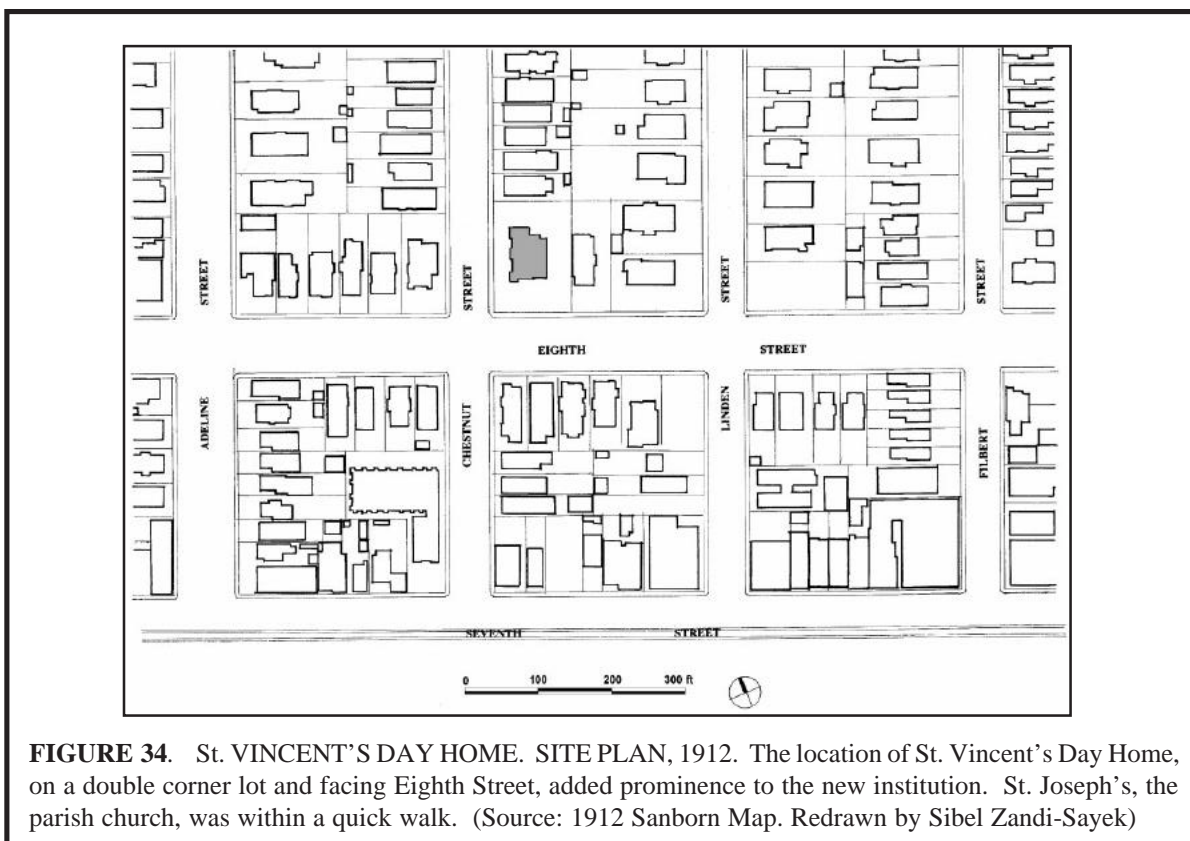 STREET
STREET
STREET
STREET
EIGHTH STREET
ADELINE
CHESTNUT
LINDEN
FILBERT
SEVENTH STREET
0 100 200 300 ft
FIGURE 34. St. VINCENT’S DAY HOME. SITE PLAN, 1912. The location of St. Vincent’s Day Home,
on a double corner lot and facing Eighth Street, added prominence to the new institution. St. Joseph’s, the
parish church, was within a quick walk. (Source: 1912 Sanborn Map. Redrawn by Sibel Zandi-Sayek)